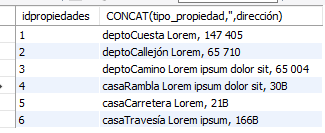 idpropiedades CONCAT(tipo_propiedad,'',dirección)
1 deptoCuesta Lorem, 147 405
2 deptoCallejón Lorem, 65 710
3 deptoCamino Lorem ipsum dolor sit, 65 004
4 casaRambla Lorem ipsum dolor sit, 30B
5 casaCarretera Lorem, 21B
6 casaTravesía Lorem ipsum, 166B